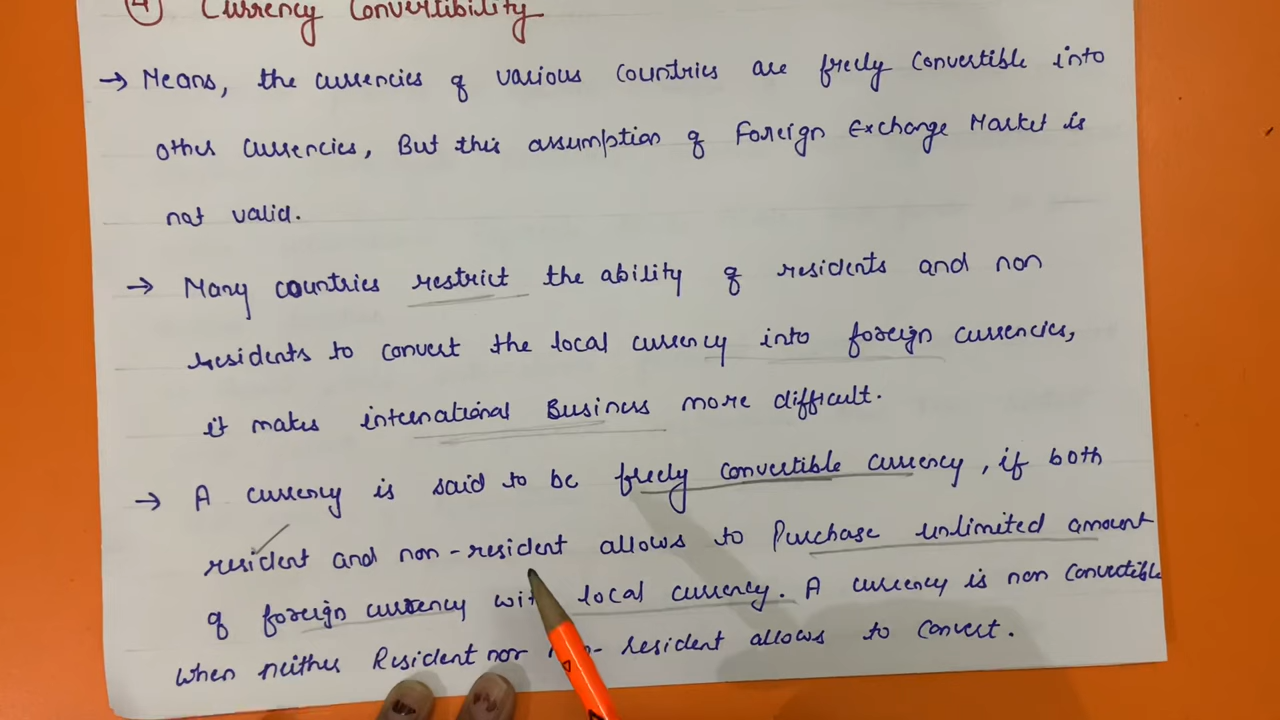 4 Currency Convertibility
→ Means, the currencies of various countries are freely convertible into
other currencies, But this assumption of Foreign Exchange Market is
not valid.
→ Many countries restrict the ability of residents and non
residents to convert the local currency into foreign currencies,
it makes international Business more difficult.
→ A currency is said to be freely convertible currency, if both
resident and non-resident allows to Purchase unlimited amount
of foreign currency with local currency. A currency is non convertible
when neither Resident nor non-resident allows to convert.